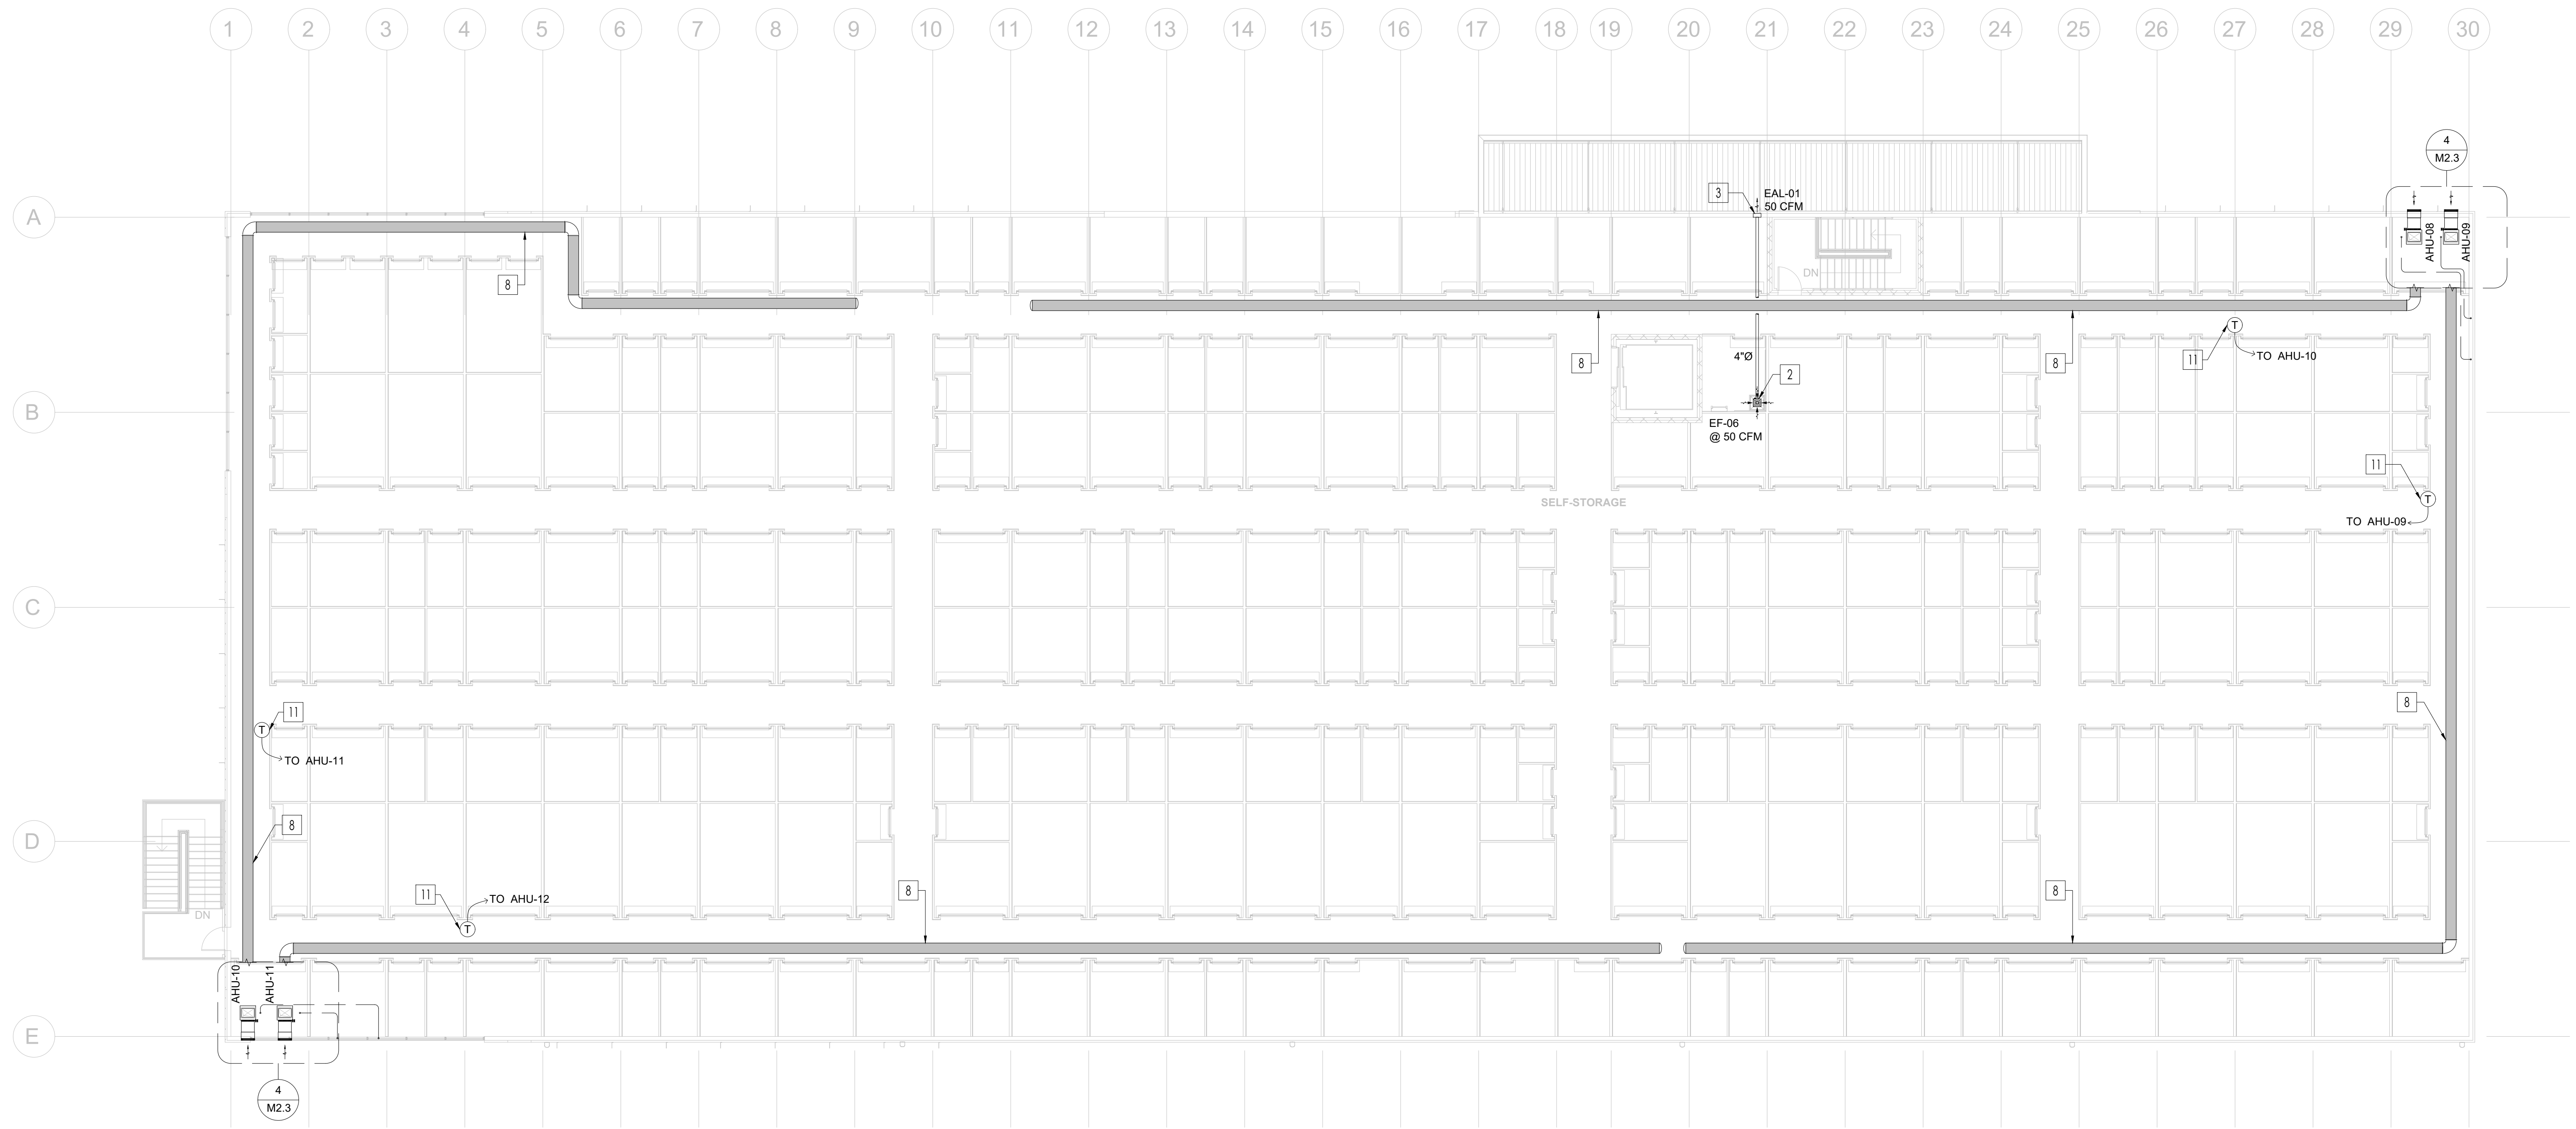 1 2 3 4 5 6 7 8 9 10 11 12 13 14 15 16 17 18 19 20 21 22 23 24 25 26 27 28 29 30
4
M2.3
3
EAL-01
50 CFM
A
AHU-08
AHU-09
DN
8
11
TO AHU-10
8
4"Ø
8
2
B
EF-06
@ 50 CFM
11
SELF-STORAGE
TO AHU-09
C
8
11
TO AHU-11
8
D
DN
11
TO AHU-12
8
8
AHU-10
AHU-11
E
4
M2.3